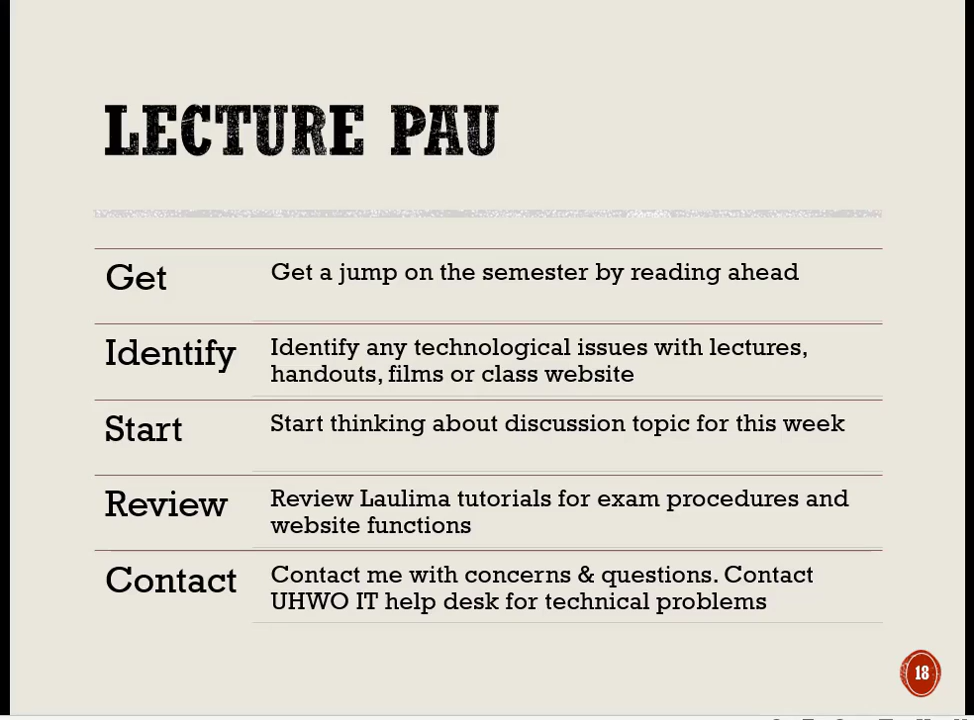 LECTURE PAU
Get
Get a jump on the semester by reading ahead
Identify
Identify any technological issues with lectures,
handouts, films or class website
Start
Start thinking about discussion topic for this week
Review
Review Laulima tutorials for exam procedures and
website functions
Contact
Contact me with concerns & questions. Contact
UHWO IT help desk for technical problems
18